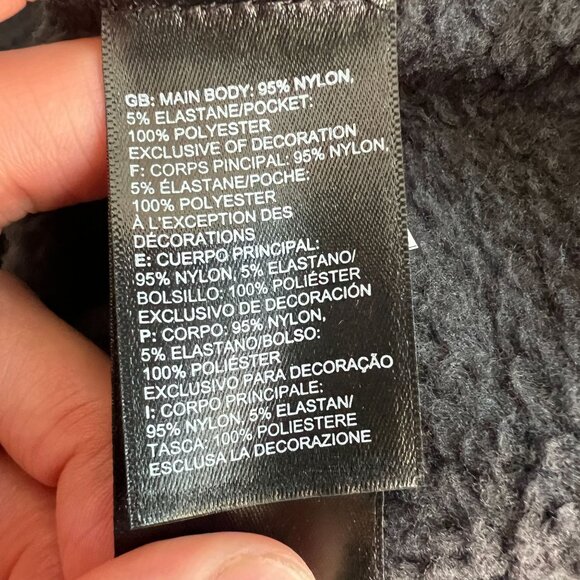 GB: MAIN BODY: 95% NYLON,
5% ELASTANE/POCKET:
100% POLYESTER
EXCLUSIVE OF DECORATION
F: CORPS PINCIPAL: 95% NYLON,
5% ÉLASTANE/POCHE:
100% POLYESTER
À L'EXCEPTION DES
DÉCORATIONS
E: CUERPO PRINCIPAL:
95% NYLON, 5% ELASTANO/
BOLSILLO: 100% POLIÉSTER
EXCLUSIVO DE DECORACIÓN
P: CORPO: 95% NYLON,
5% ELASTANO/BOLSO:
100% POLIÉSTER
EXCLUSIVO PARA DECORAÇÃO
I: CORPO PRINCIPALE:
95% NYLON, 5% ELASTAN/
TASCA: 100% POLIESTERE
ESCLUSA LA DECORAZIONE